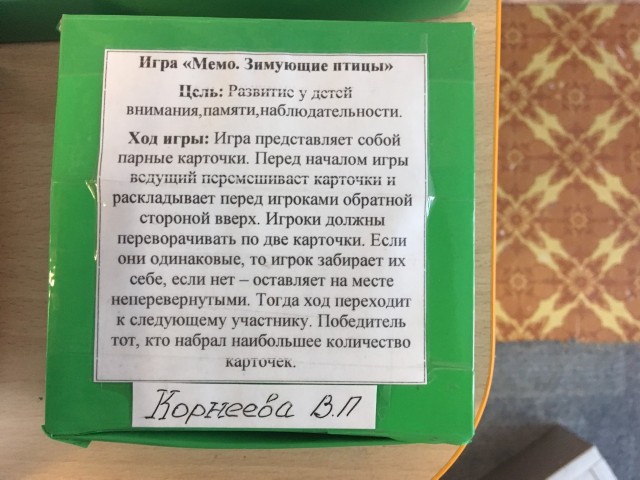 Игра «Мемо. Зимующие птицы»
Цель: Развитие у детей
внимания,памяти,наблюдательности.
Ход игры: Игра представляет собой
парные карточки. Перед началом игры
ведущий перемешивает карточки и
раскладывает перед игроками обратной
стороной вверх. Игроки должны
переворачивать по две карточки. Если
они одинаковые, то игрок забирает их
себе, если нет – оставляет на месте
неперевернутыми. Тогда ход переходит
к следующему участнику. Победитель
тот, кто набрал наибольшее количество
карточек.
Корнеева В.П